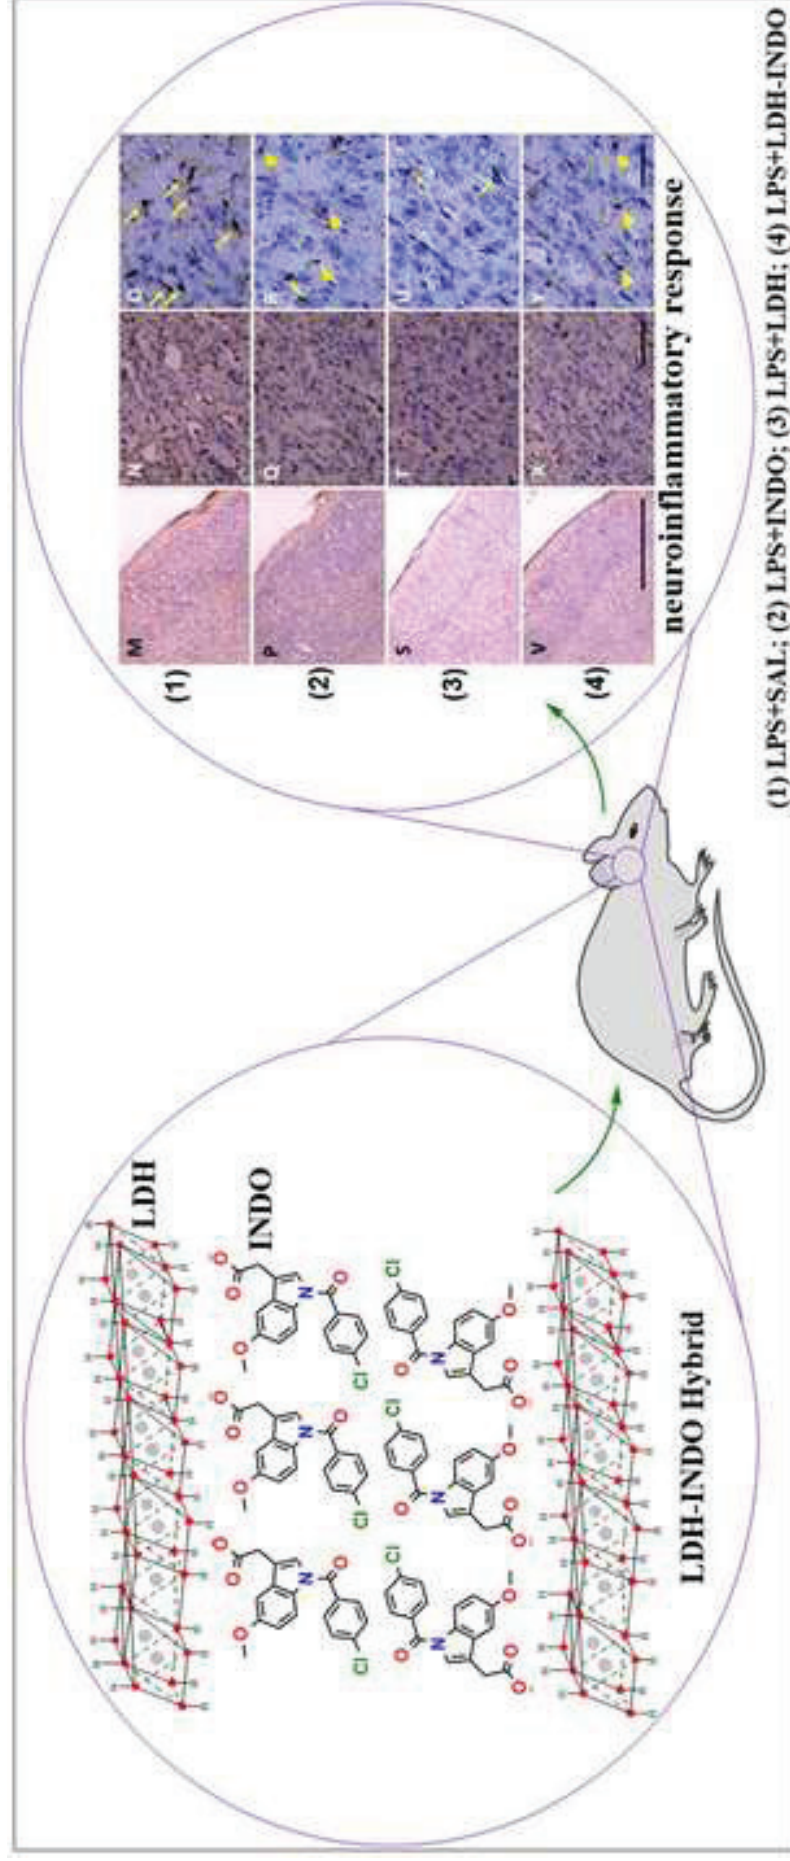 LDH
INDO
LDH-INDO Hybrid
(1)
M
N
O
(2)
P
Q
R
(3)
S
T
U
(4)
V
X
Y
neuroinflammatory response
(1) LPS+SAL; (2) LPS+INDO; (3) LPS+LDH; (4) LPS+LDH-INDO